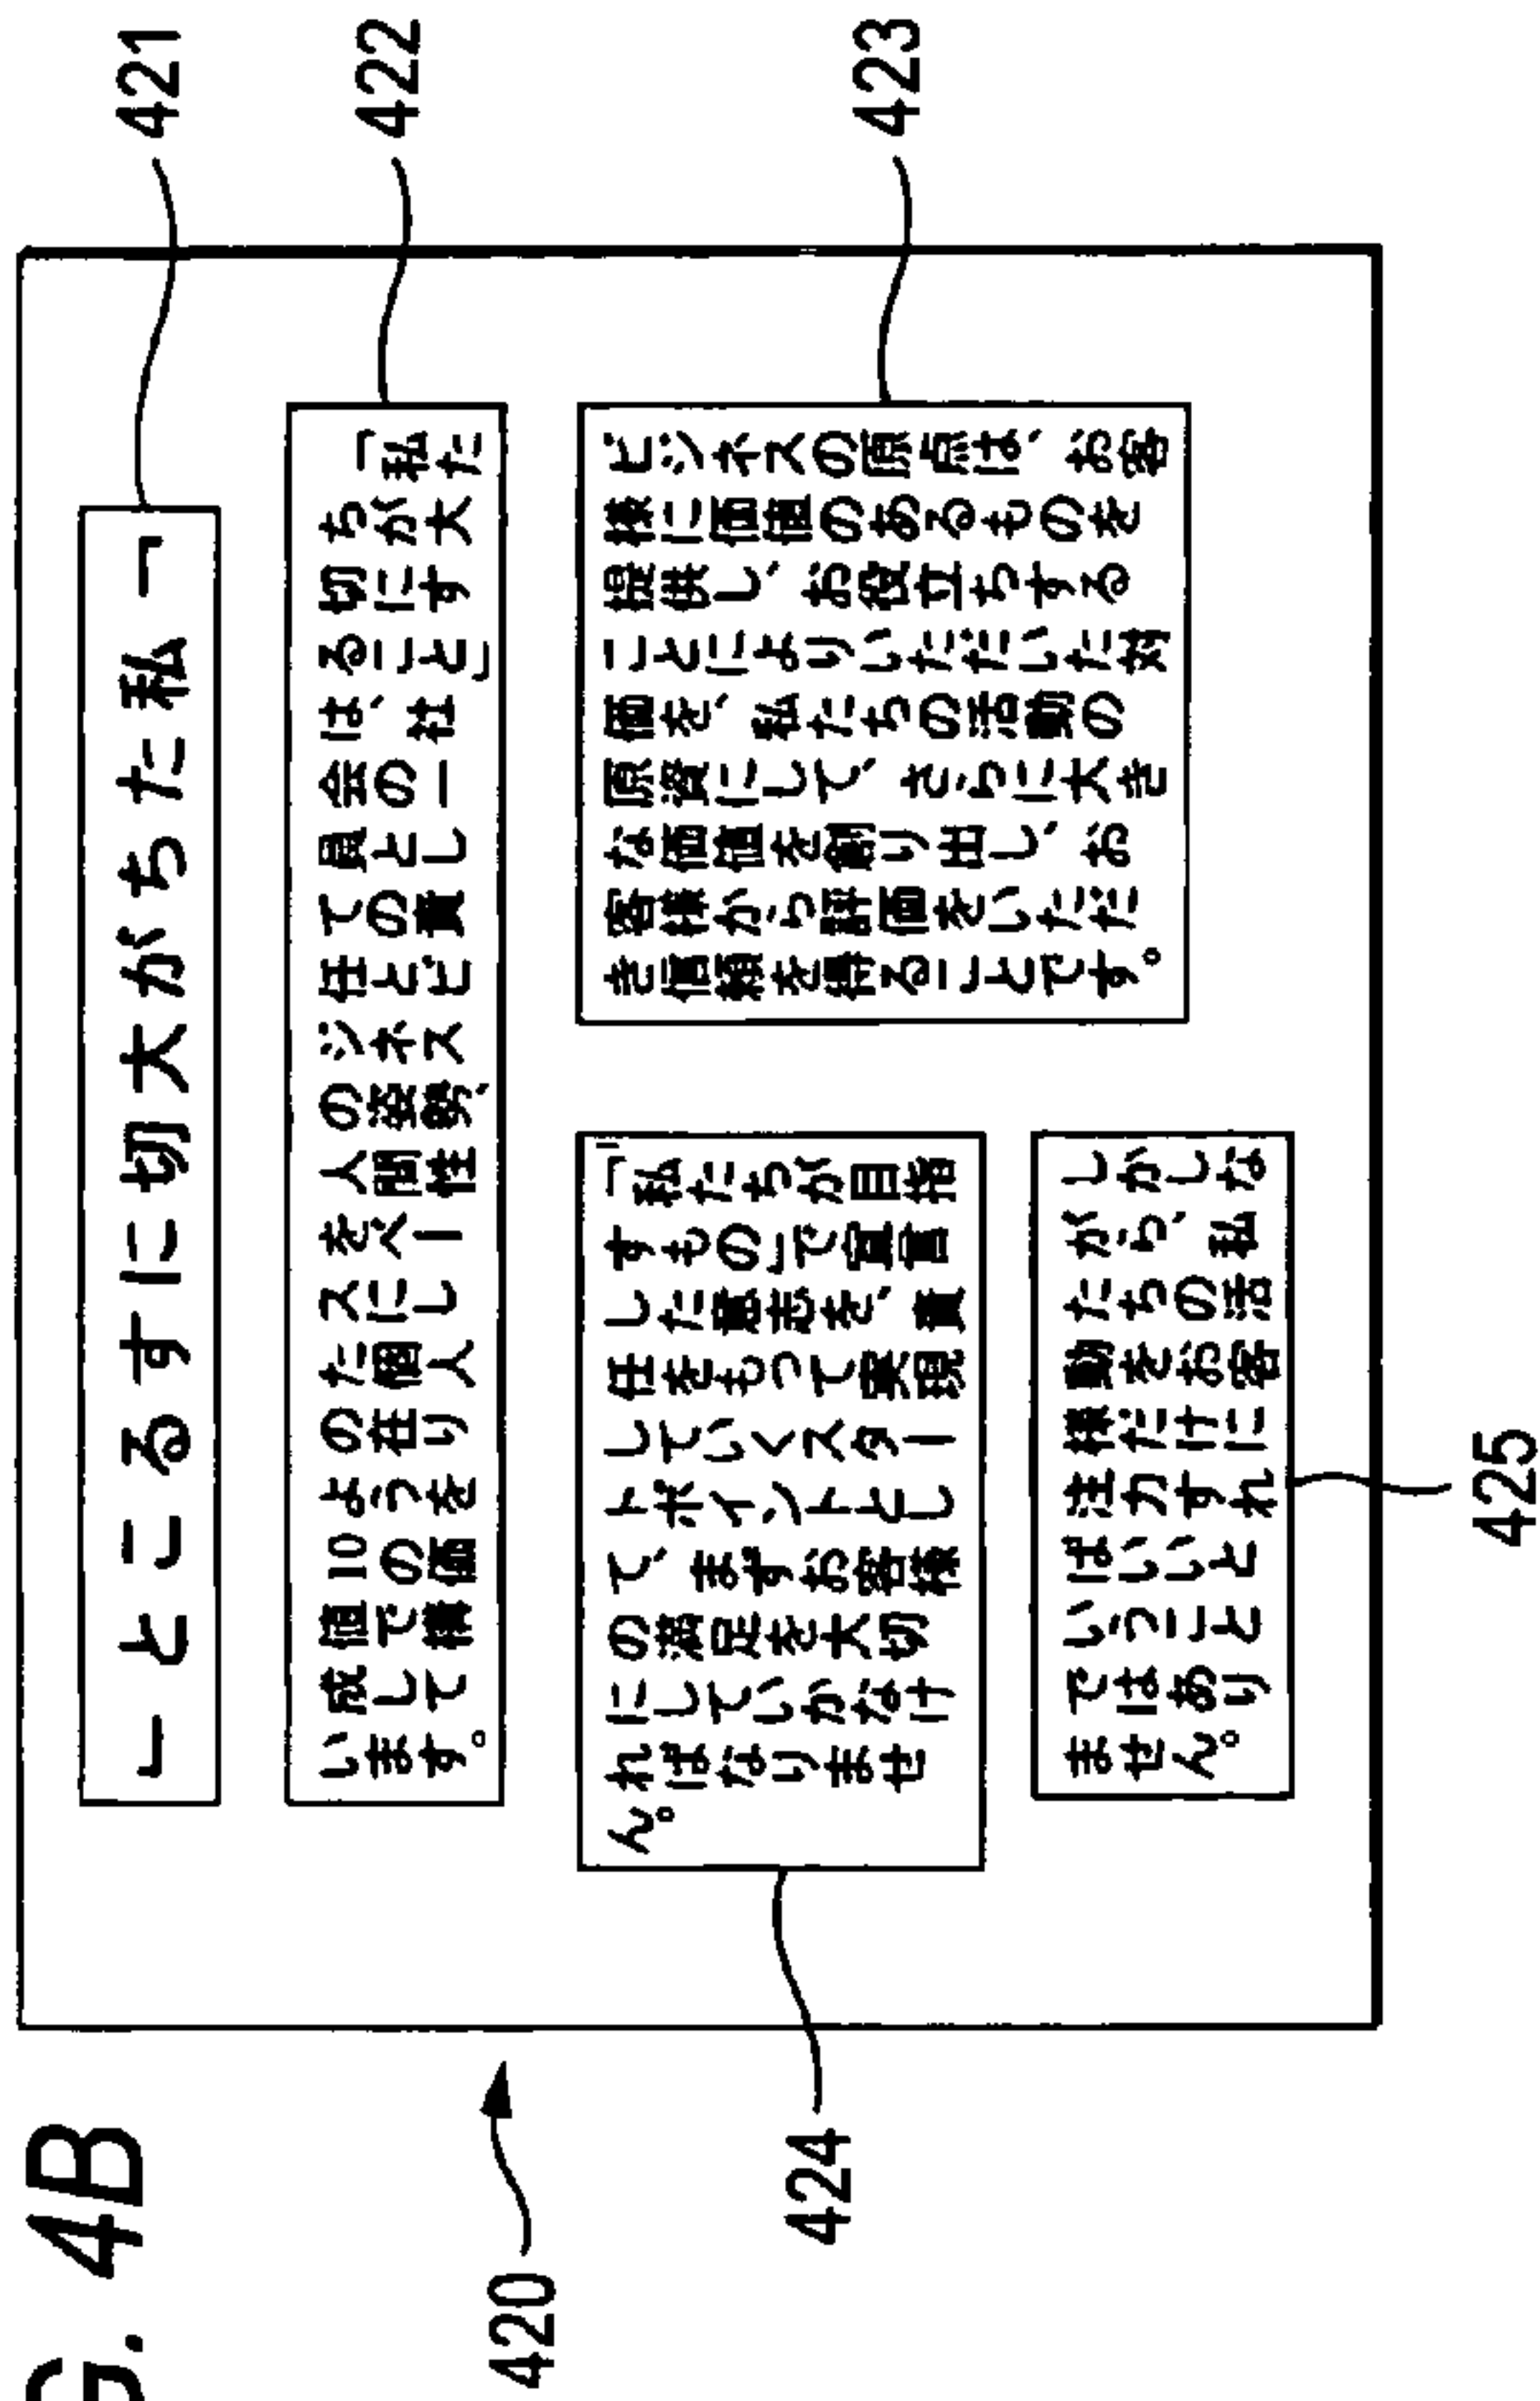 FIG. 4B
420
421
「私たちが大切にすること」
422
「私た
ちが大
切にす
ること」
は、社
会の一
員とし
ての責
任とビ
ジネス
の姿勢、
人間性
をベー
スにし
た個人
の在り
ようを
10の価
値で構
成して
います。
423
ビジネスの原点は、お客
様に価値のあるものを
提供し、お役立ちする
ことによりいただいた対
価を、私たちの活動の
原資にして、さらに大き
な価値を創り出し、お
客様から評価をいただ
き信頼を得ることです。
424
「私たちが目指
すもの」で宣言
した意志を、責
任をもって実現
していくスター
トポイントとし
て、まずお客様
の満足を大切
にしていかなけ
ればなりませ
ん。
425
しかしな
がら、私
たちの活
動をお客
様だけに
注力すれ
ばいいと
いうこと
ではあり
ません。